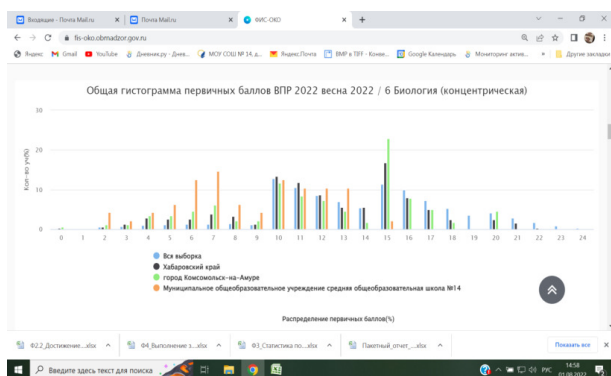 Входящие - Почта Mail.ru
Почта Mail.ru
ФИС-ОКО
fis-oko.obrnadzor.gov.ru
Яндекс
Gmail
YouTube
Дневник.ру - Днев...
МОУ СОШ № 14, д...
Яндекс.Почта
BMP в TIFF - Конве...
Google Календарь
Мониторинг актив...
Другие закладки
Общая гистограмма первичных баллов ВПР 2022 весна 2022 / 6 Биология (концентрическая)
Кол-во уч(%)
30
20
10
0
0 1 2 3 4 5 6 7 8 9 10 11 12 13 14 15 16 17 18 19 20 21 22 23 24
Вся выборка
Хабаровский край
город Комсомольск-на-Амуре
Муниципальное общеобразовательное учреждение средняя общеобразовательная школа №14
Распределение первичных баллов(%)
Ф2.2_Достижение...xlsx
Ф4_Выполнение з...xlsx
Ф3_Статистика по...xlsx
Пакетный_отчет_...xlsx
Показать все
Введите здесь текст для поиска
РУС
14:58
01.08.2022